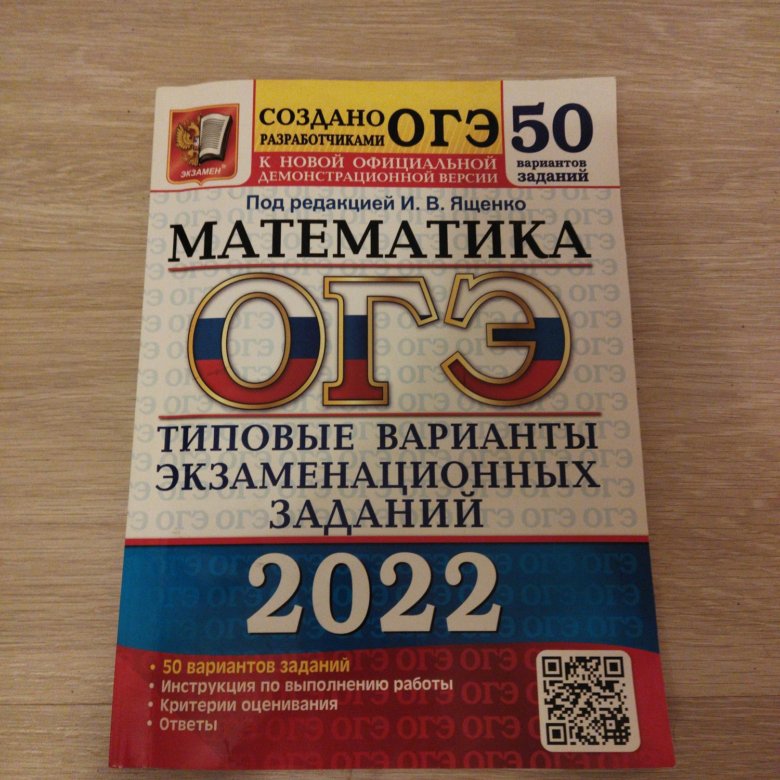 ЭКЗАМЕН®
СОЗДАНО
РАЗРАБОТЧИКАМИ ОГЭ
К НОВОЙ ОФИЦИАЛЬНОЙ
ДЕМОНСТРАЦИОННОЙ ВЕРСИИ
50
вариантов
заданий
Под редакцией И. В. Ященко
МАТЕМАТИКА
ОГЭ
ТИПОВЫЕ ВАРИАНТЫ
ЭКЗАМЕНАЦИОННЫХ
ЗАДАНИЙ
2022
• 50 вариантов заданий
• Инструкция по выполнению работы
• Критерии оценивания
• Ответы